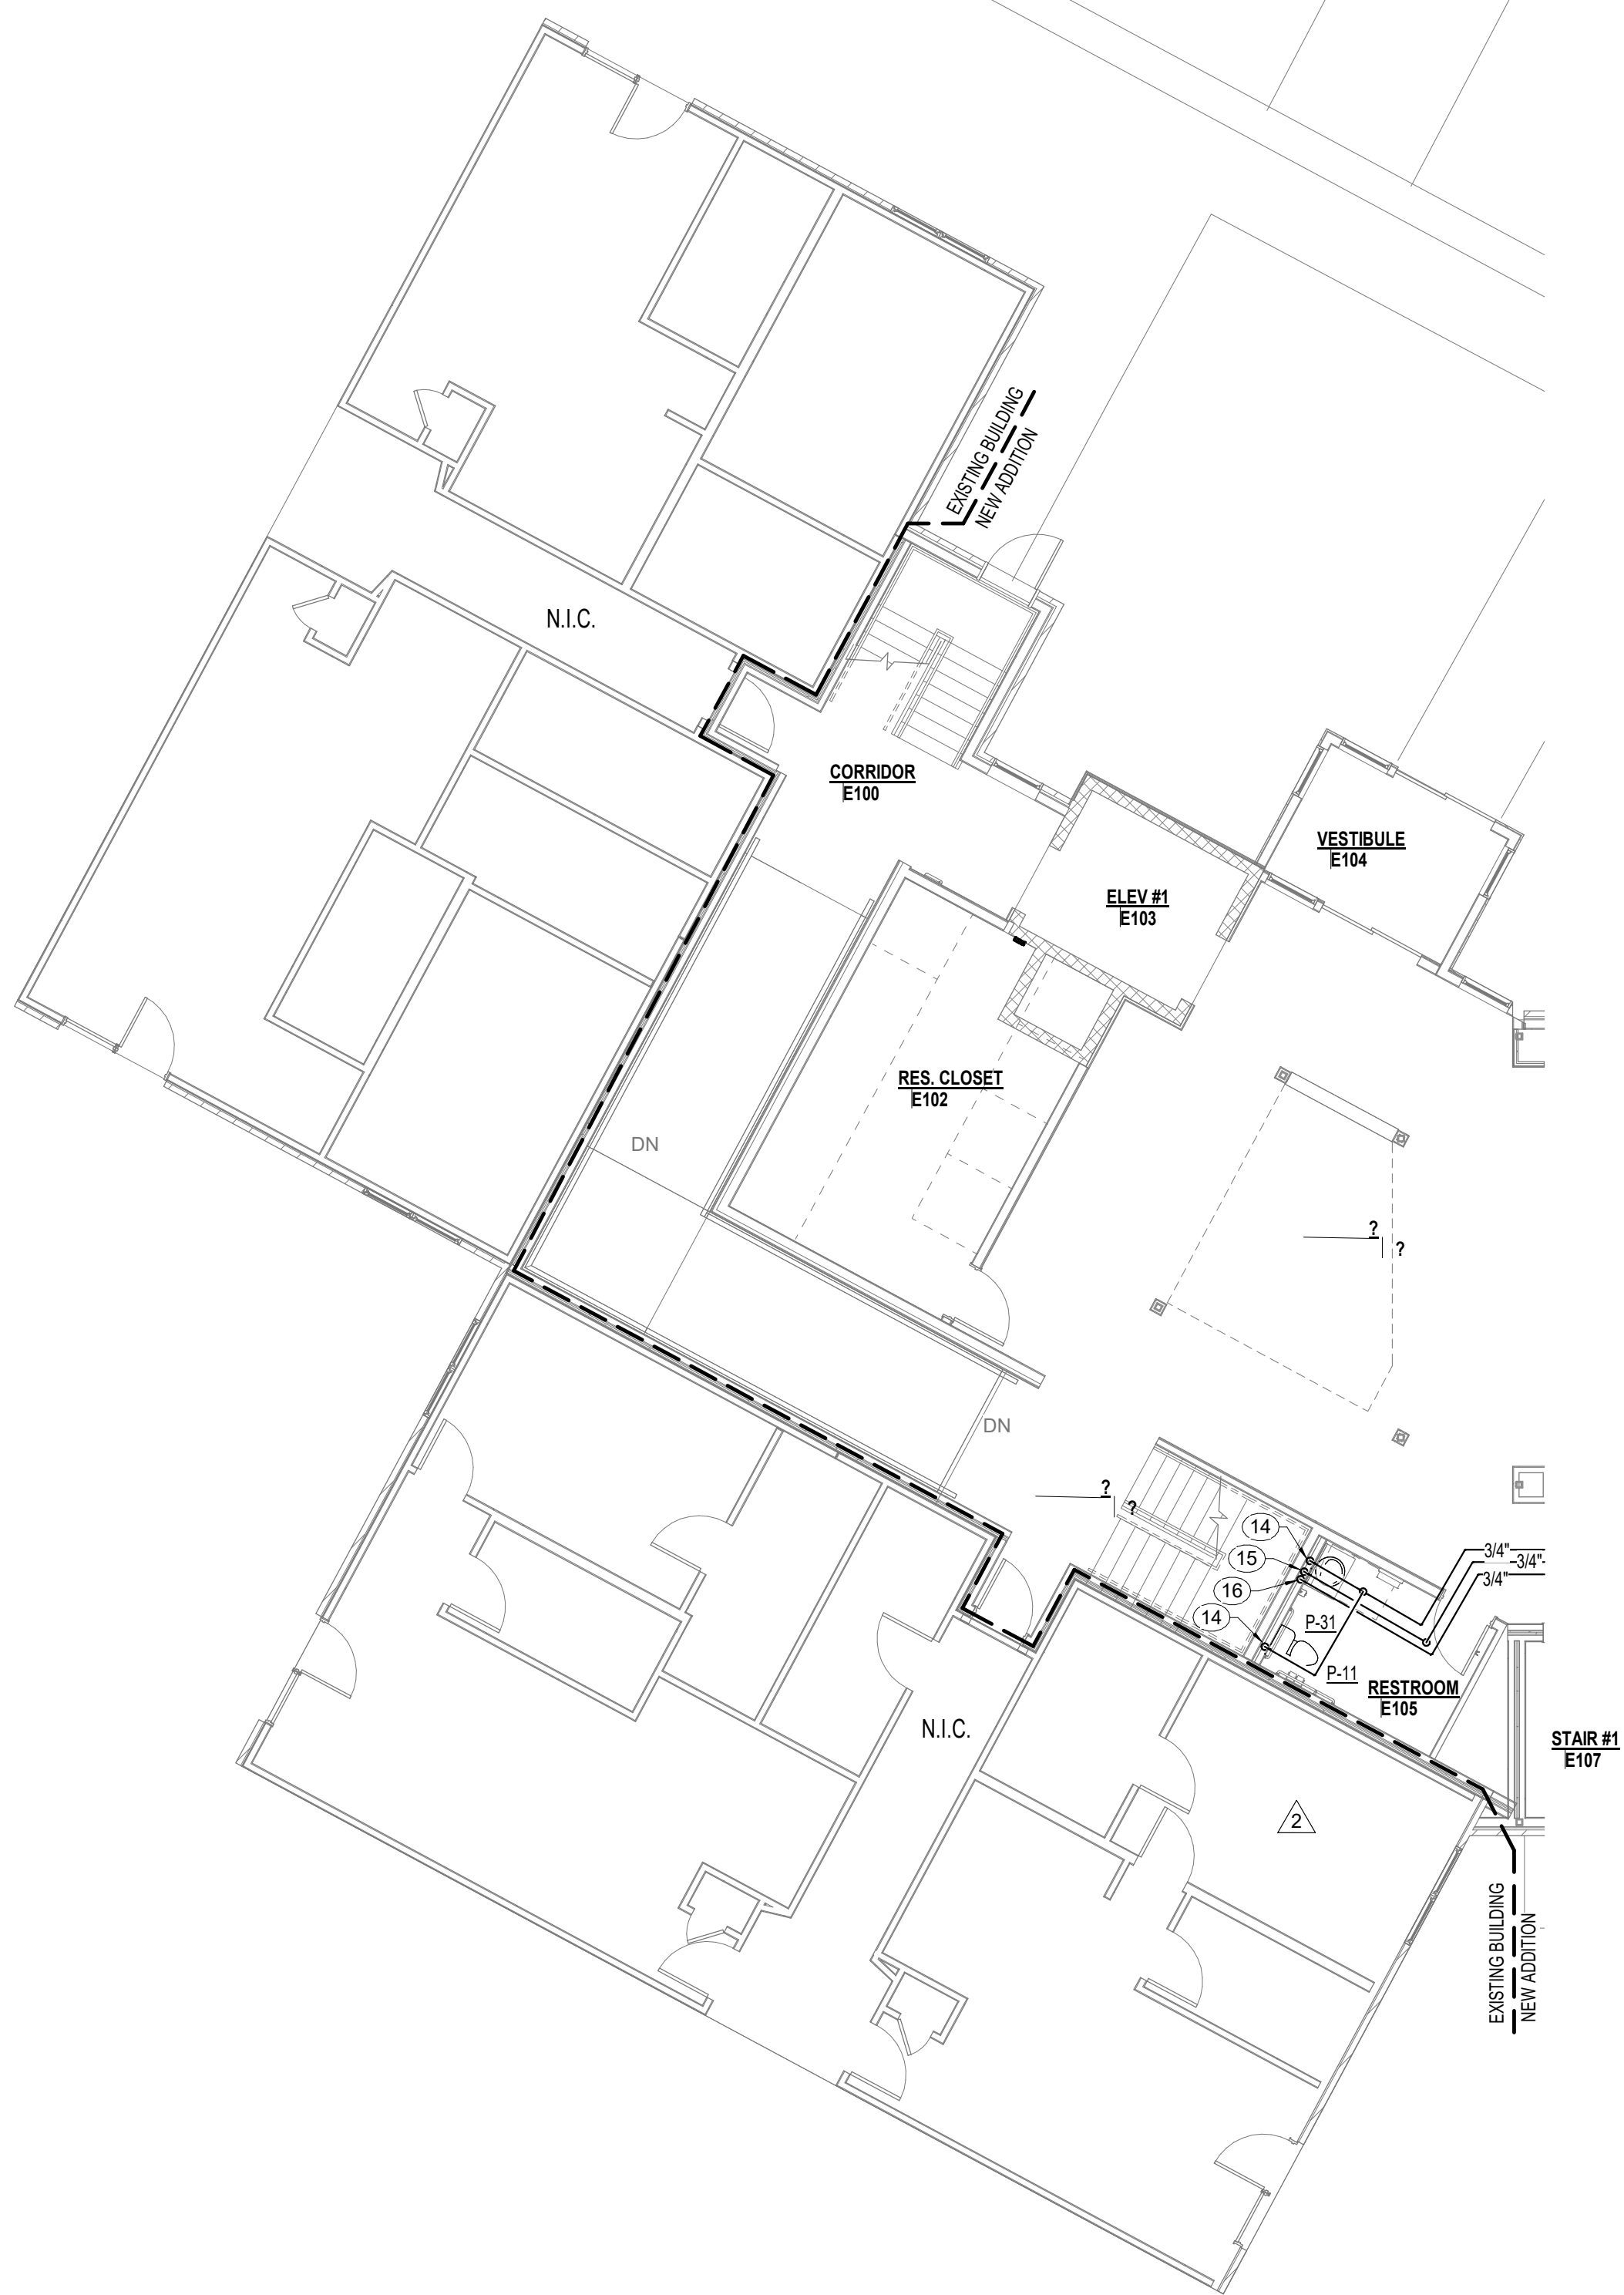 EXISTING BUILDING
NEW ADDITION
N.I.C.
CORRIDOR
E100
VESTIBULE
E104
ELEV #1
E103
RES. CLOSET
E102
DN
?
?
DN
?
?
14
15
16
14
3/4"
3/4"
3/4"
P-31
P-11
RESTROOM
E105
N.I.C.
STAIR #1
E107
2
EXISTING BUILDING
NEW ADDITION